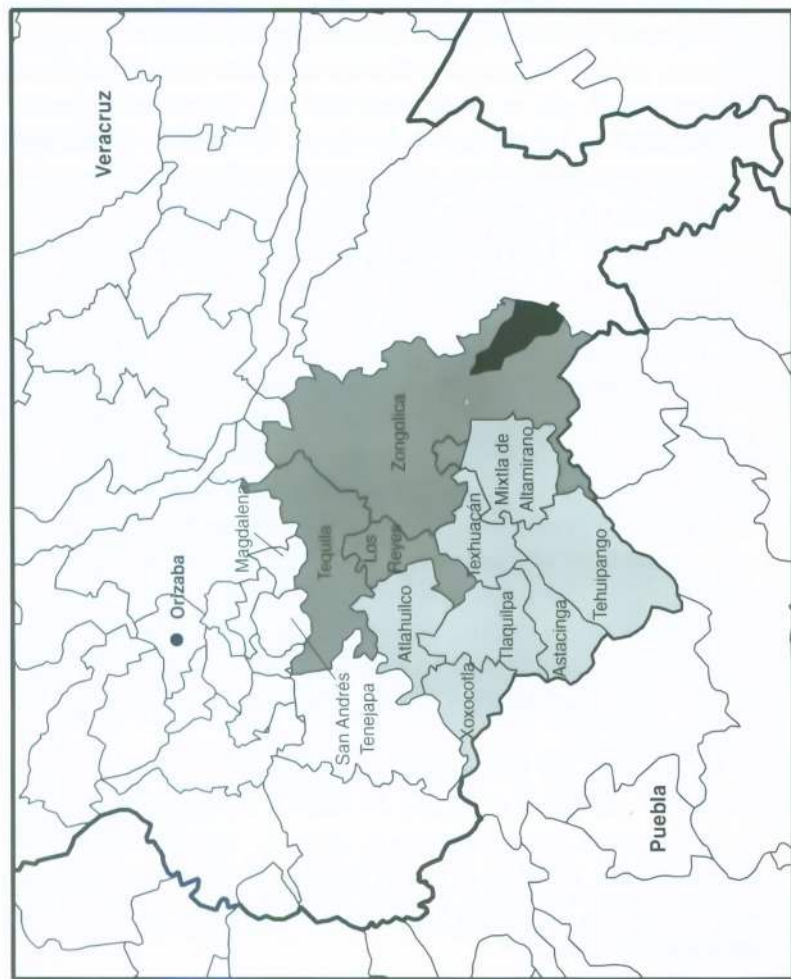 Veracruz
Orizaba
Magdalena
San Andrés
Tenejapa
Tequila
Los
Reyes
Zongolica
Atlahuilco
Texhuacán
Mixtla de
Altamirano
Xoxocotla
Tlaquilpa
Astacinga
Tehuipango
Puebla